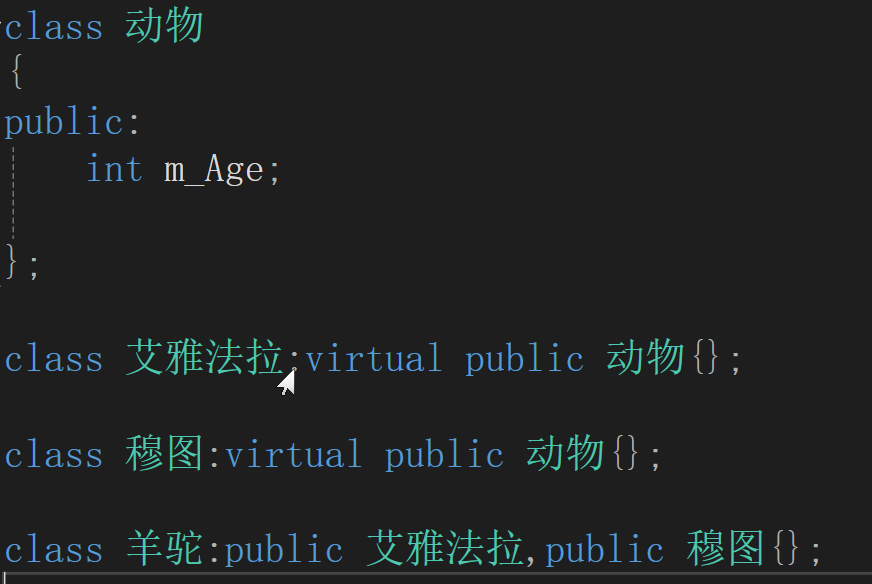 class 动物
{
public:
int m_Age;
};
class 艾雅法拉:virtual public 动物{};
class 穆图:virtual public 动物{};
class 羊驼:public 艾雅法拉,public 穆图{};